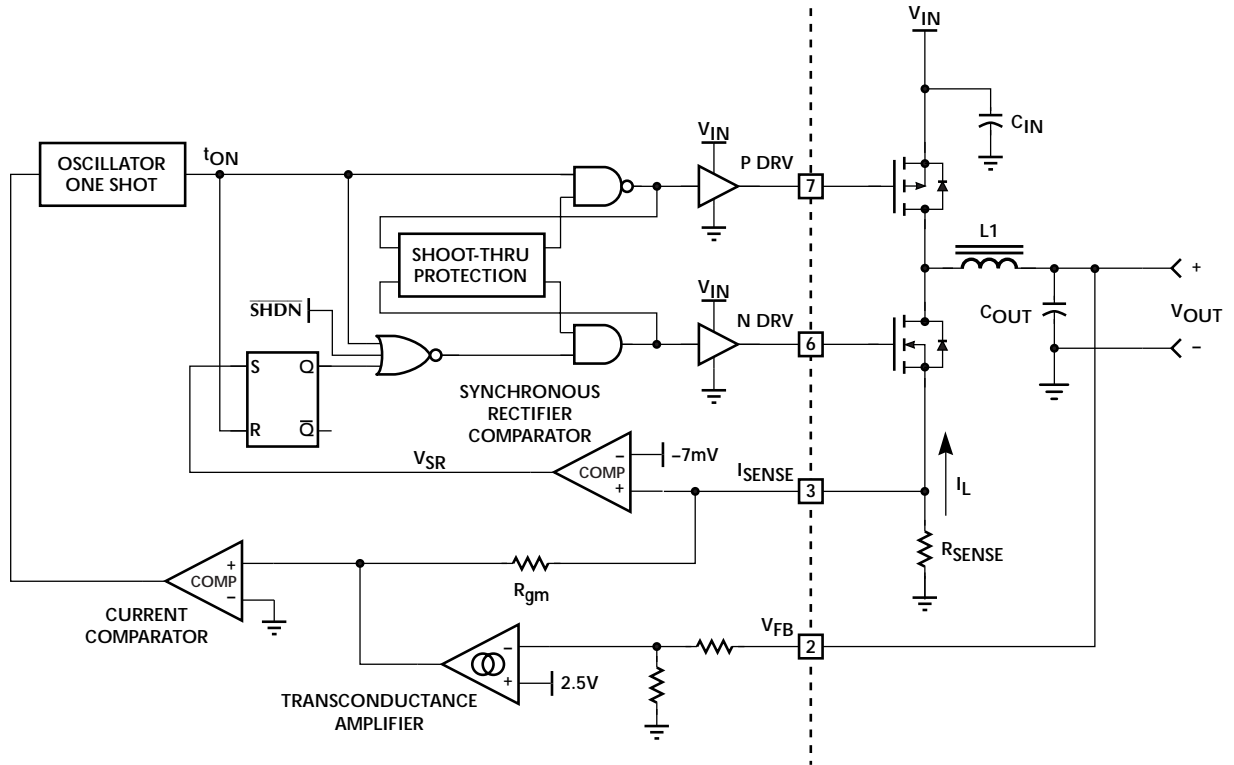 VIN
CIN
OSCILLATOR
ONE SHOT
tON
VIN
P DRV
7
L1
SHOOT-THRU
PROTECTION
+
SHDN
VIN
N DRV
6
COUT
VOUT
−
S
Q
R
Q
SYNCHRONOUS
RECTIFIER
COMPARATOR
VSR
COMP
−
+
−7mV
ISENSE
3
IL
RSENSE
COMP
+
−
Rgm
CURRENT
COMPARATOR
VFB
2
−
+
2.5V
TRANSCONDUCTANCE
AMPLIFIER